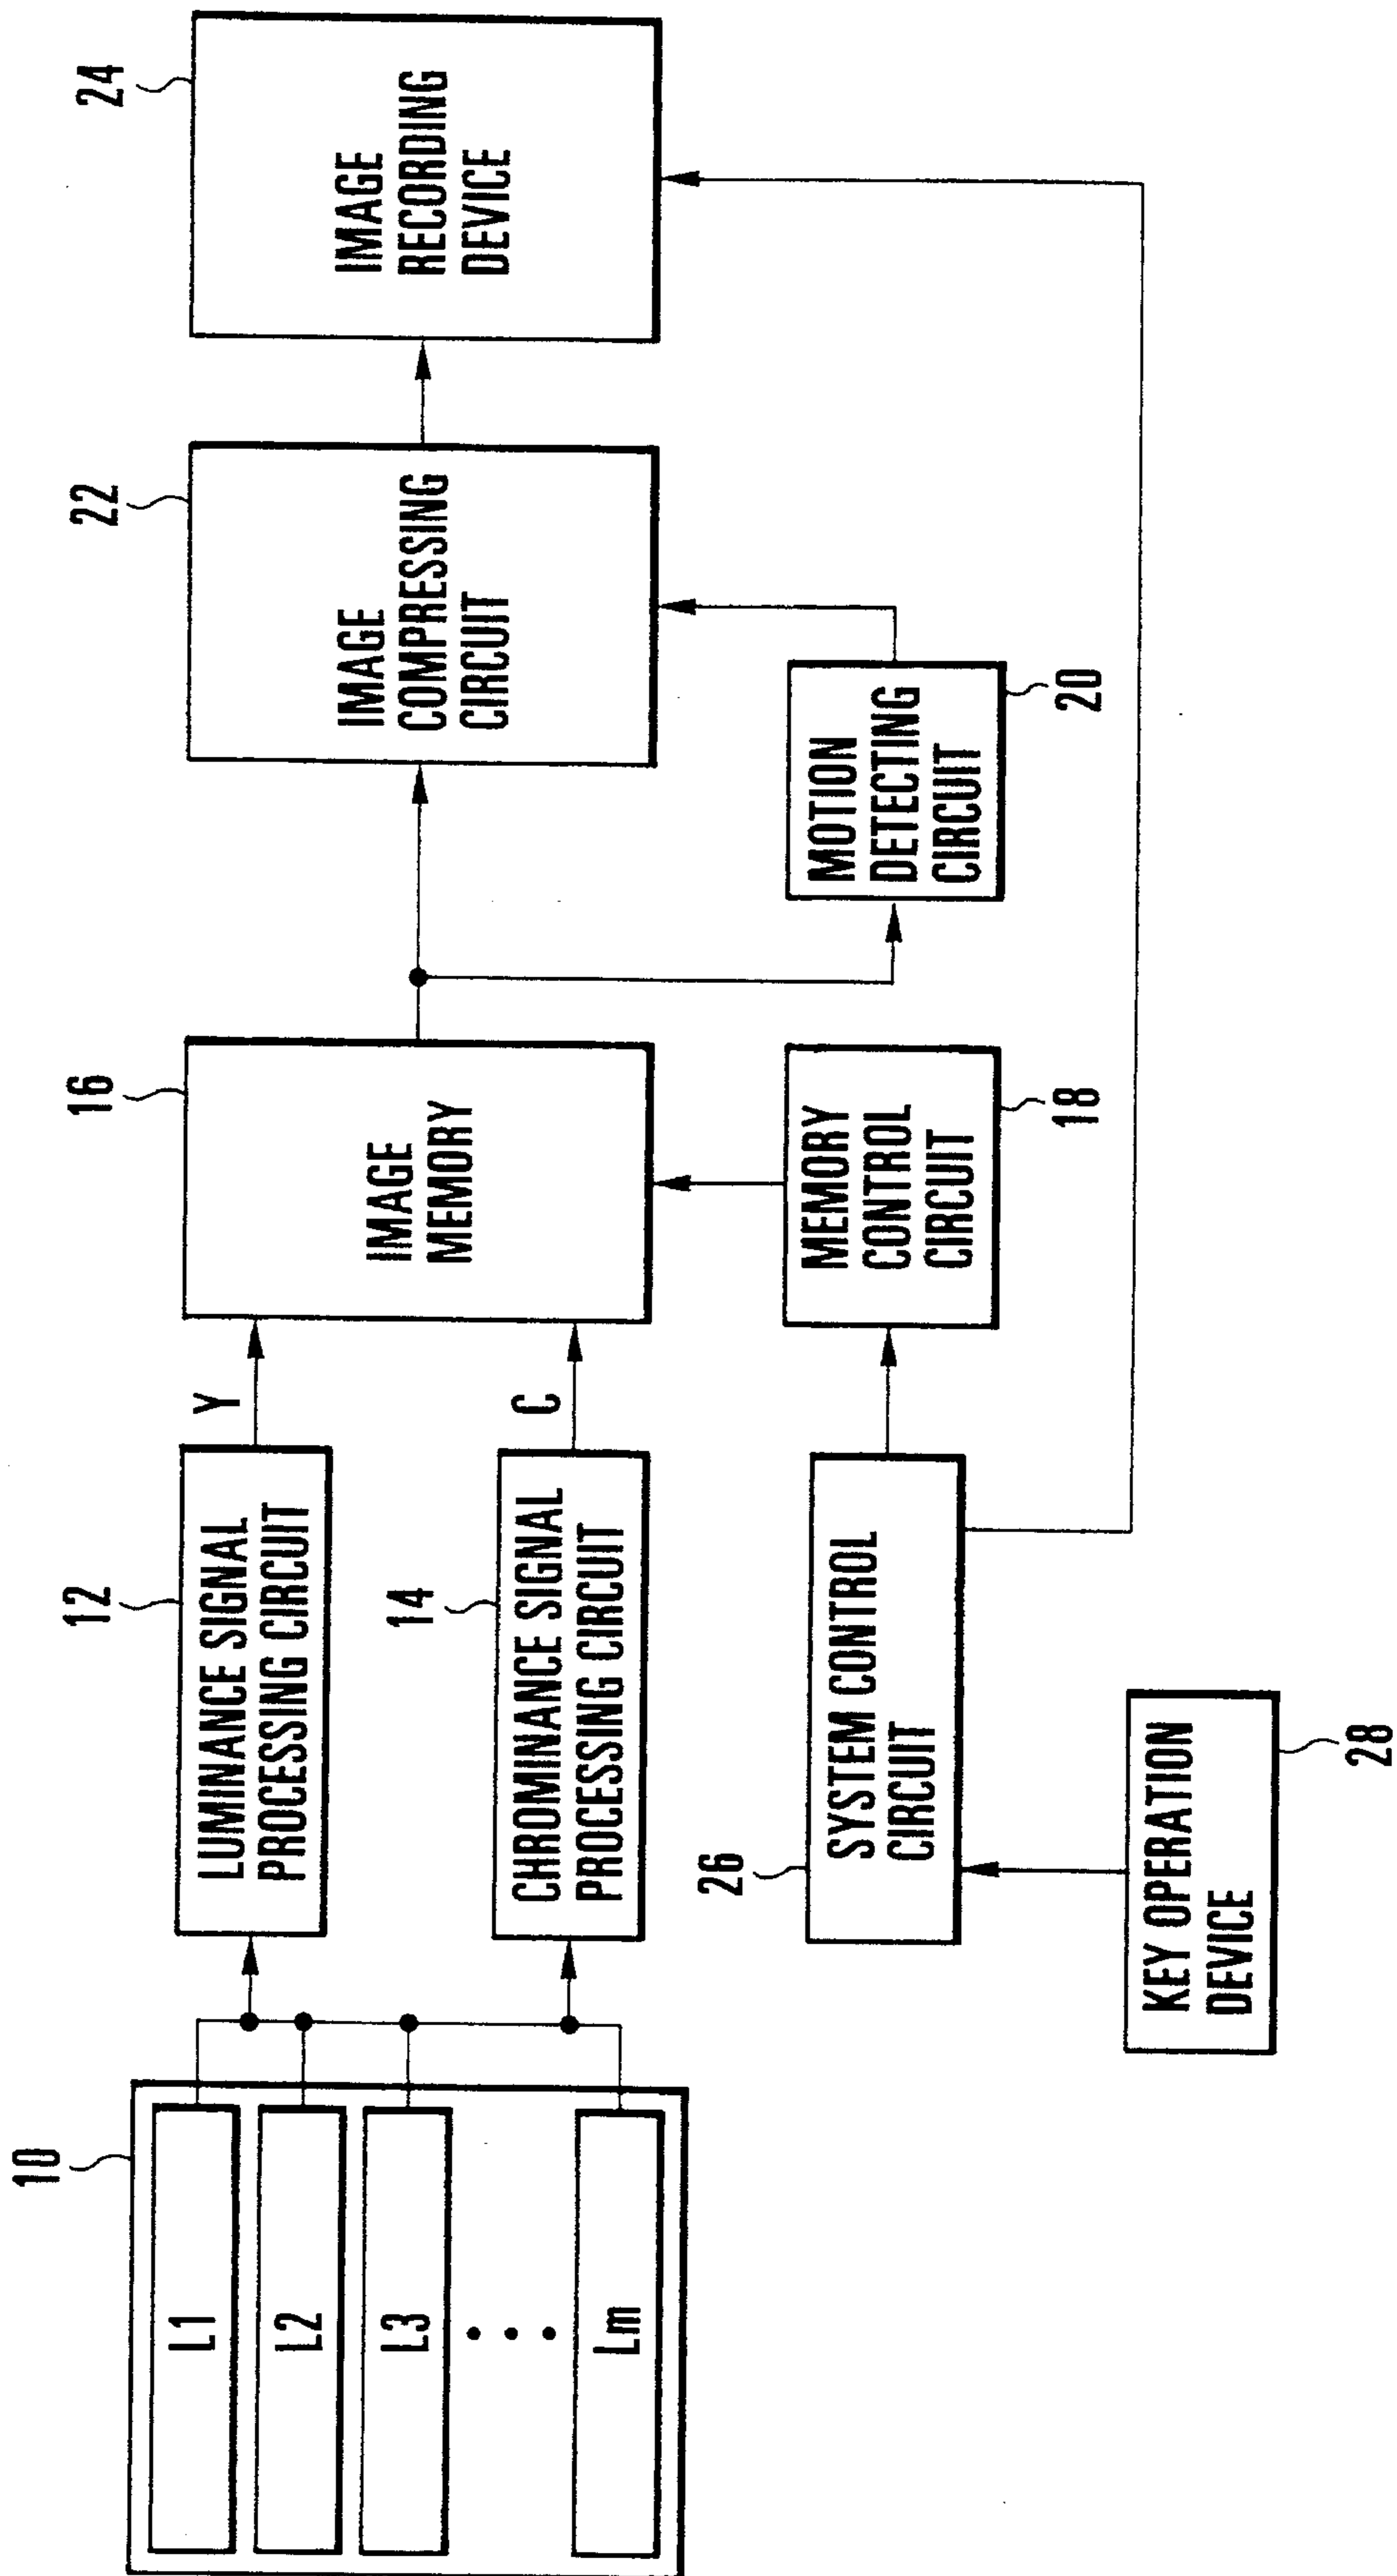 10
L1
L2
L3
Lm
12
LUMINANCE SIGNAL
PROCESSING CIRCUIT
Y
14
CHROMINANCE SIGNAL
PROCESSING CIRCUIT
C
16
IMAGE
MEMORY
22
IMAGE
COMPRESSING
CIRCUIT
24
IMAGE
RECORDING
DEVICE
26
SYSTEM CONTROL
CIRCUIT
MEMORY
CONTROL
CIRCUIT
18
MOTION
DETECTING
CIRCUIT
20
KEY OPERATION
DEVICE
28